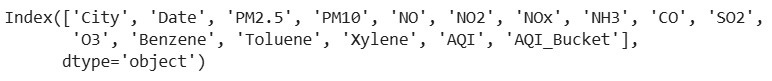 Index(['City', 'Date', 'PM2.5', 'PM10', 'NO', 'NO2', 'NOx', 'NH3', 'CO', 'SO2',
'O3', 'Benzene', 'Toluene', 'Xylene', 'AQI', 'AQI_Bucket'],
dtype='object')